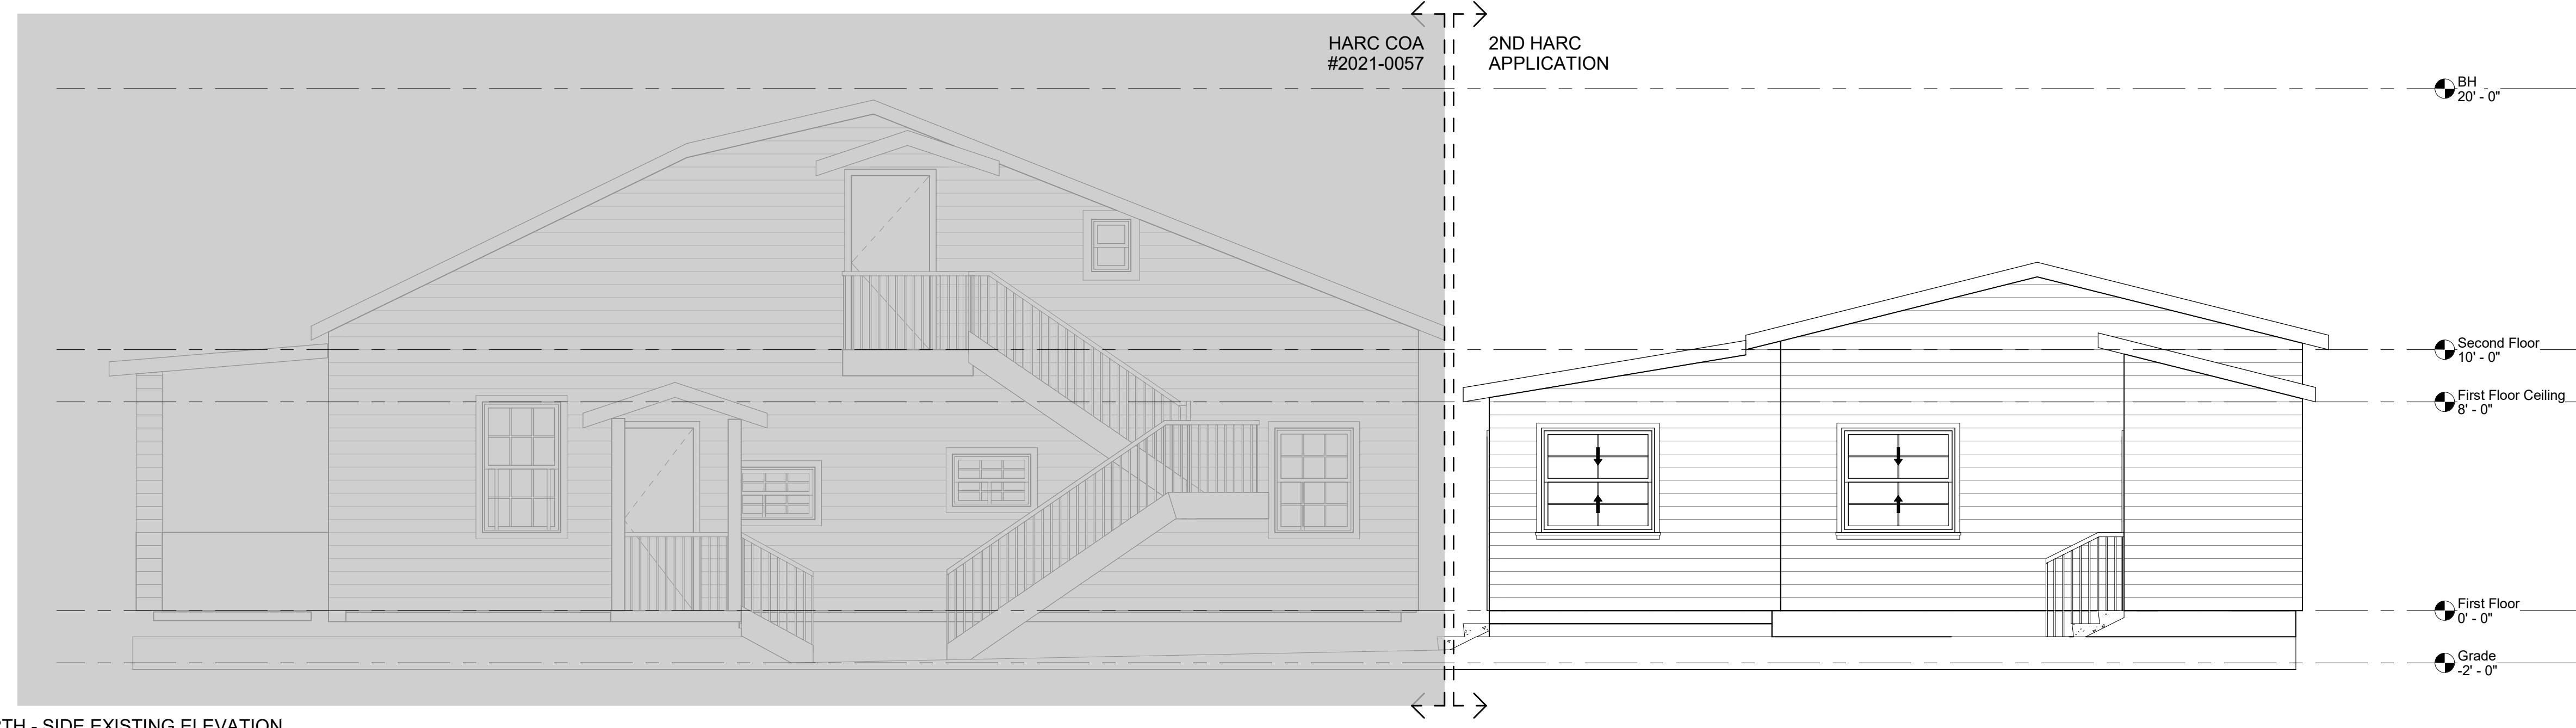 HARC COA
#2021-0057
2ND HARC
APPLICATION
BH
20' - 0"
Second Floor
10' - 0"
First Floor Ceiling
8' - 0"
First Floor
0' - 0"
Grade
-2' - 0"
- SIDE EXISTING ELEVATION